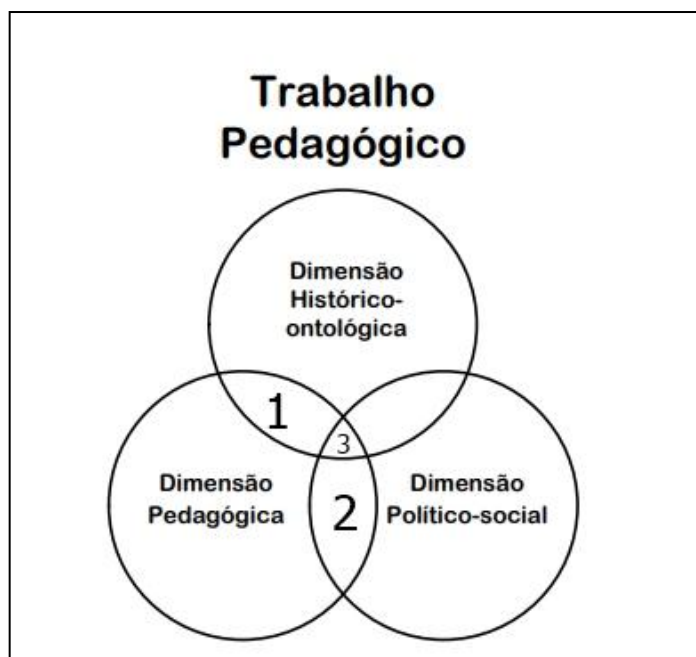 Trabalho
Pedagógico
Dimensão
Histórico-
ontológica
1
3
Dimensão
Pedagógica
2
Dimensão
Político-social